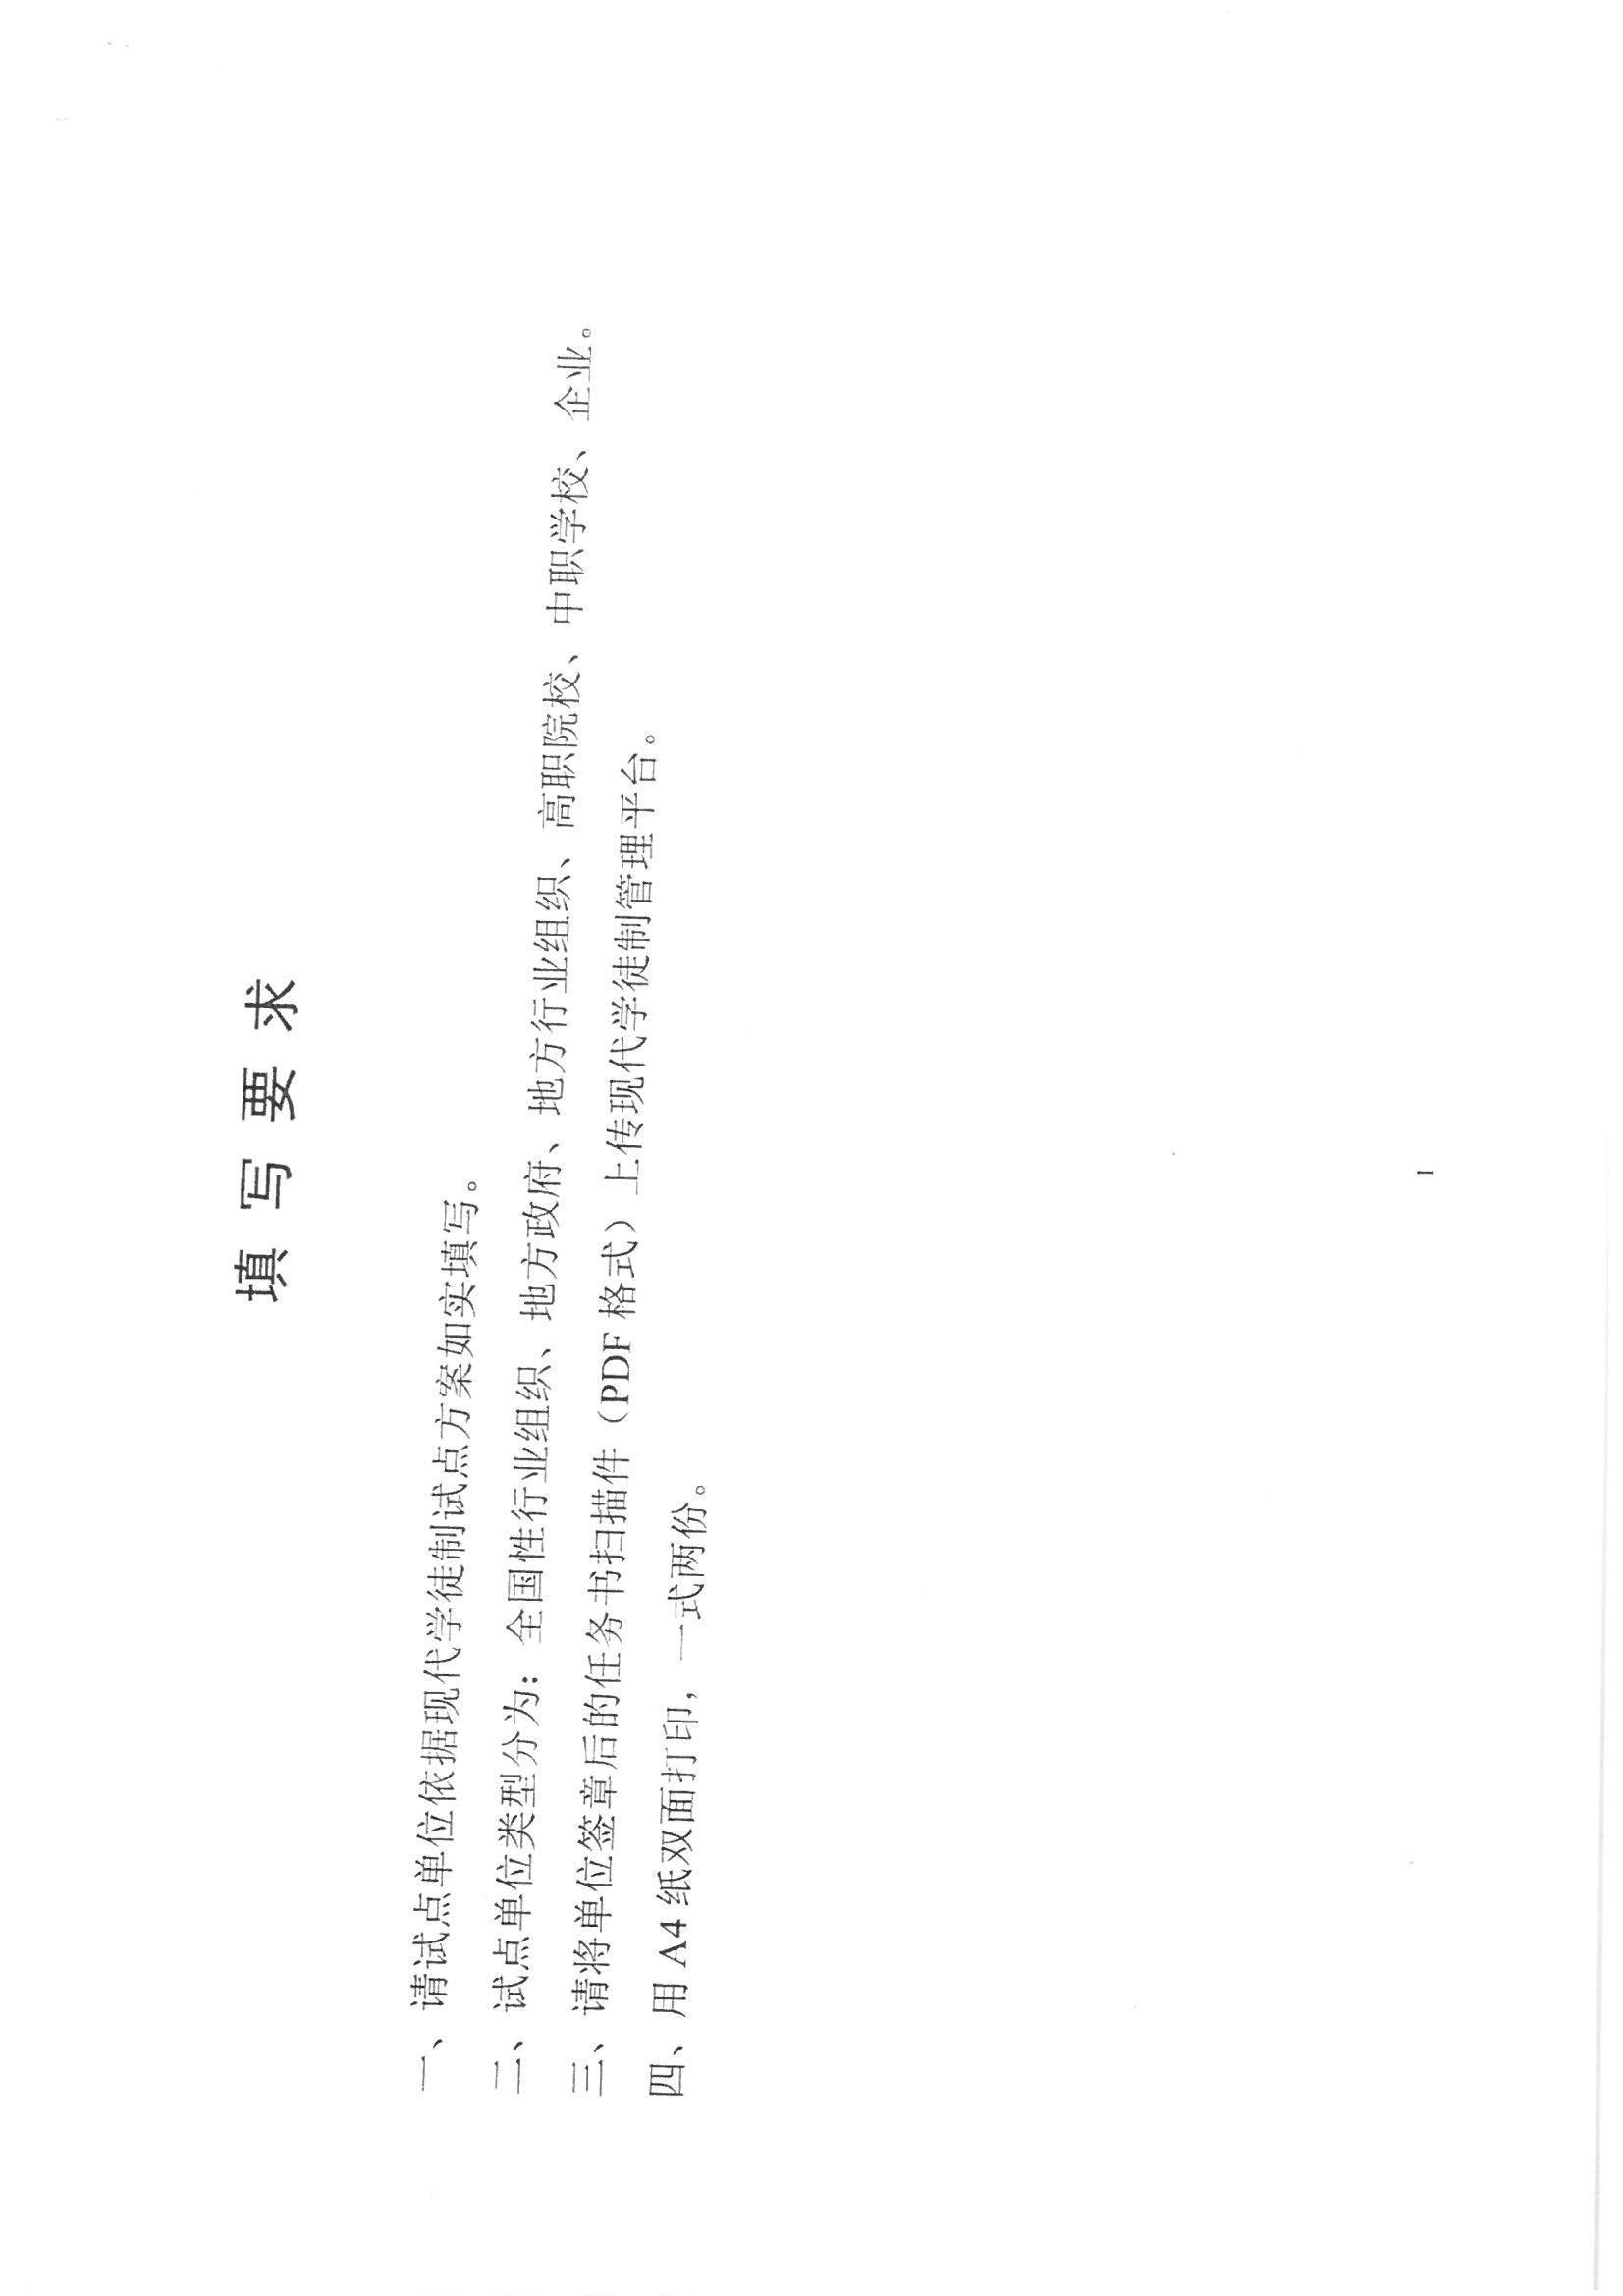 填写要求
一、请试点单位依据现代学徒制试点方案如实填写。
二、试点单位类型分为：全国性行业组织、地方政府、地方行业组织、高职院校、中职学校、企业。
三、请将单位签章后的任务书扫描件（PDF 格式）上传现代学徒制管理平台。
四、用 A4 纸双面打印，一式两份。
1